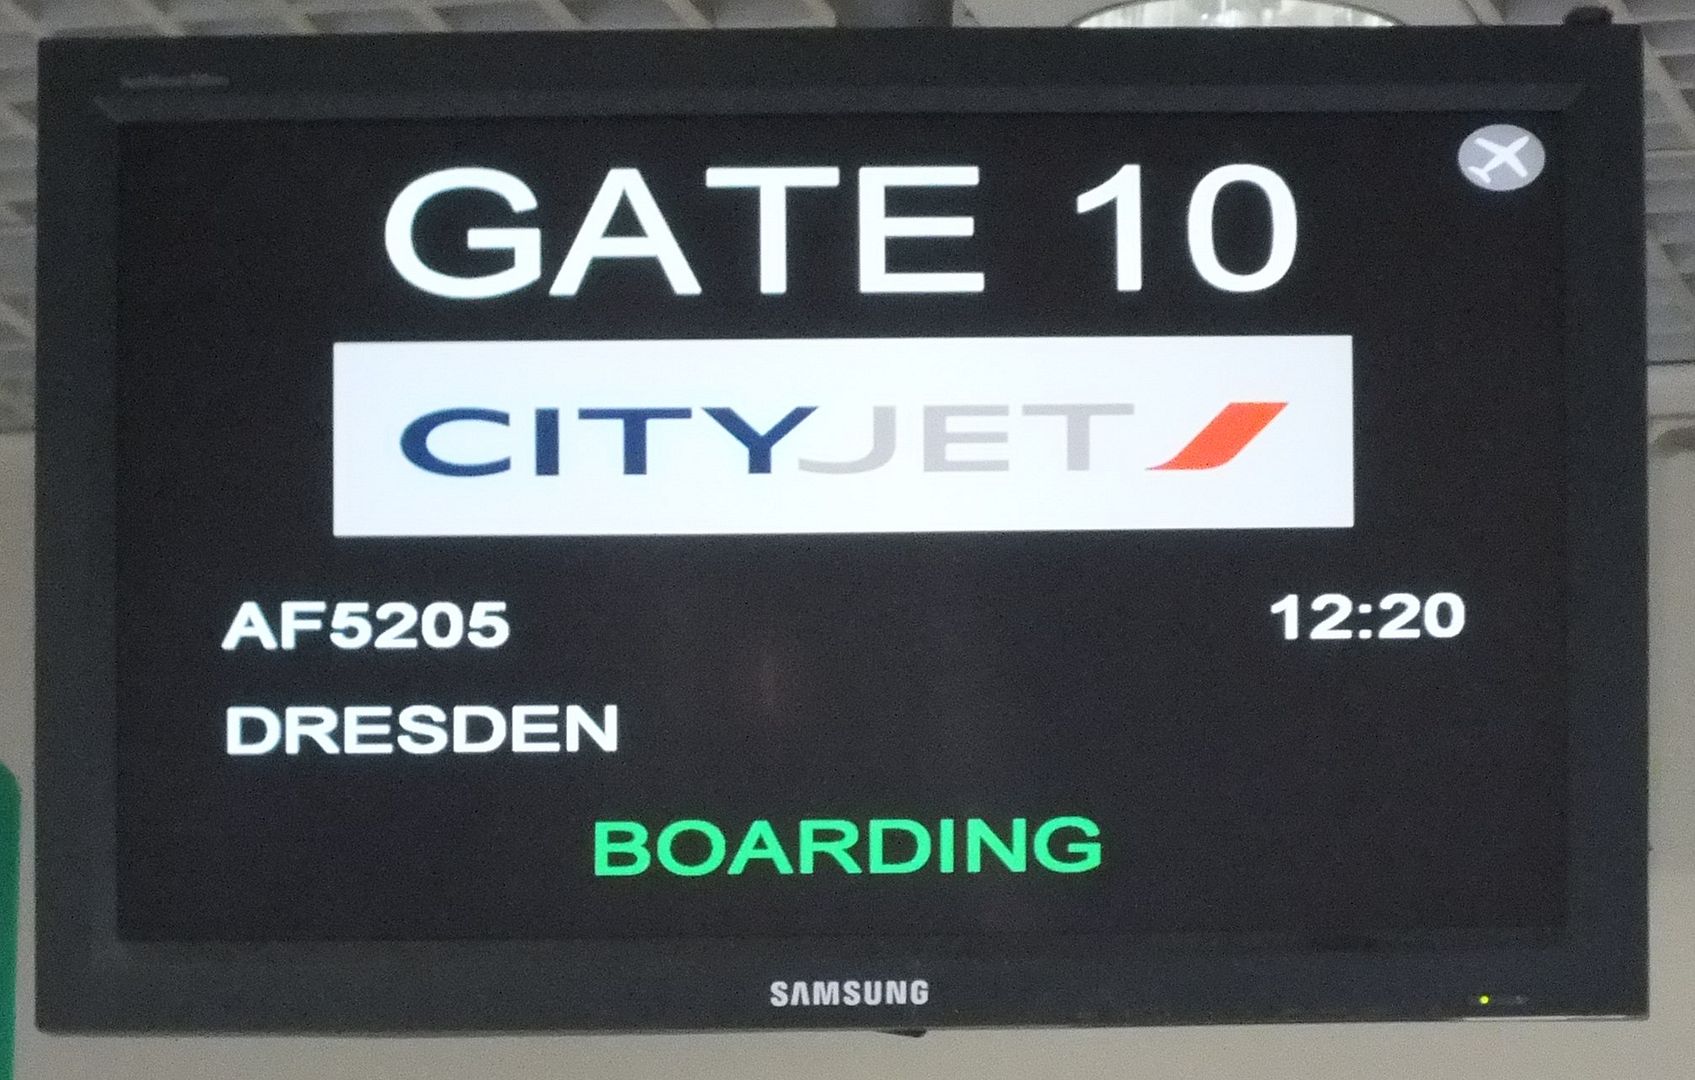 GATE 10
CITYJET
AF5205 12:20
DRESDEN
BOARDING
SAMSUNG